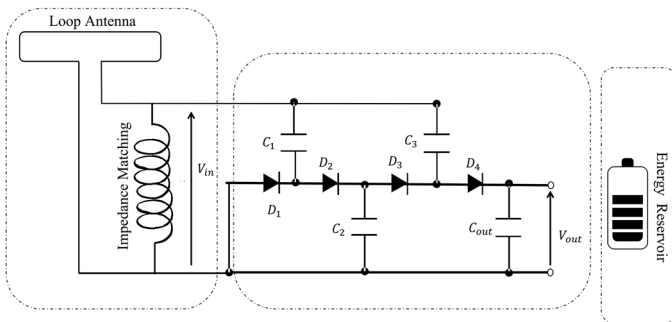 Loop Antenna
Impedance Matching
V_in
C_1
C_3
D_1
D_2
D_3
D_4
C_2
C_out
V_out
Energy Reservoir